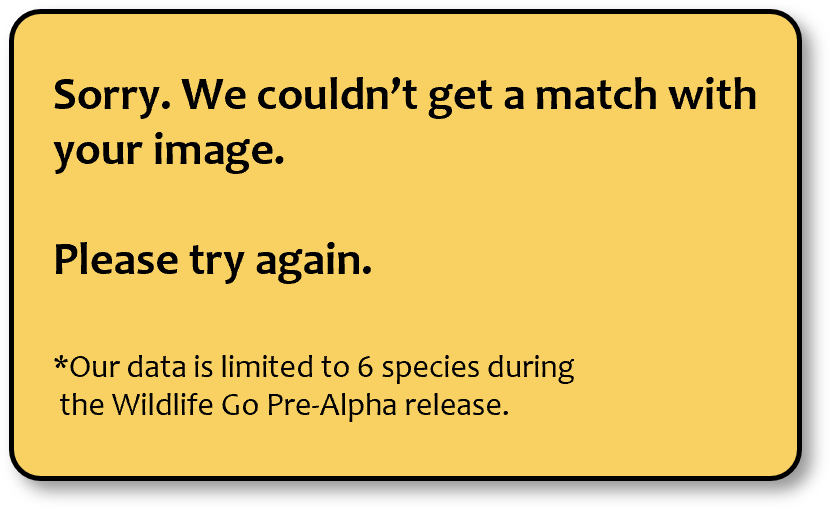 Sorry. We couldn’t get a match with
your image.
Please try again.
*Our data is limited to 6 species during
the Wildlife Go Pre-Alpha release.